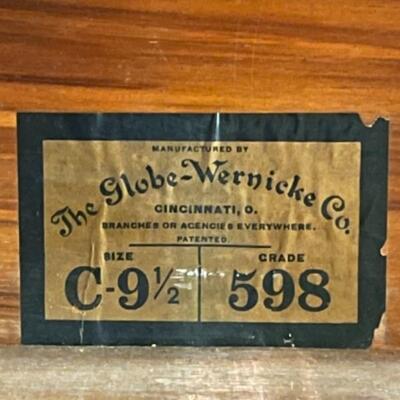 MANUFACTURED BY
The Globe-Wernicke Co.
CINCINNATI, O.
BRANCHES OR AGENCIES EVERYWHERE.
PATENTED.
SIZE GRADE
C-9½ 598